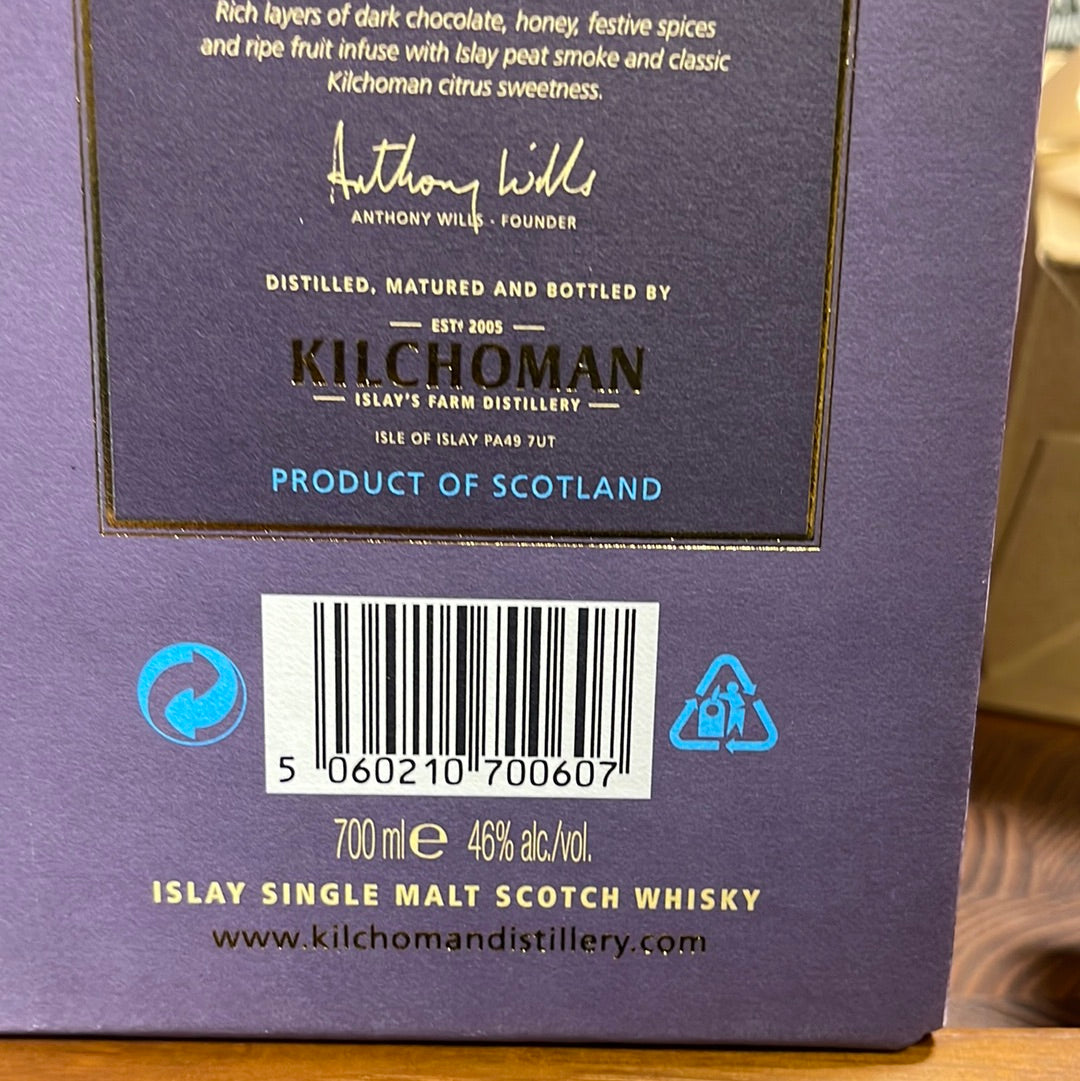 Rich layers of dark chocolate, honey, festive spices
and ripe fruit infuse with Islay peat smoke and classic
Kilchoman citrus sweetness.
Anthony Wills
ANTHONY WILLS · FOUNDER
DISTILLED, MATURED AND BOTTLED BY
ESTd 2005
KILCHOMAN
ISLAY'S FARM DISTILLERY
ISLE OF ISLAY PA49 7UT
PRODUCT OF SCOTLAND
5 060210 700607
700 ml e 46% alc./vol.
ISLAY SINGLE MALT SCOTCH WHISKY
www.kilchomandistillery.com